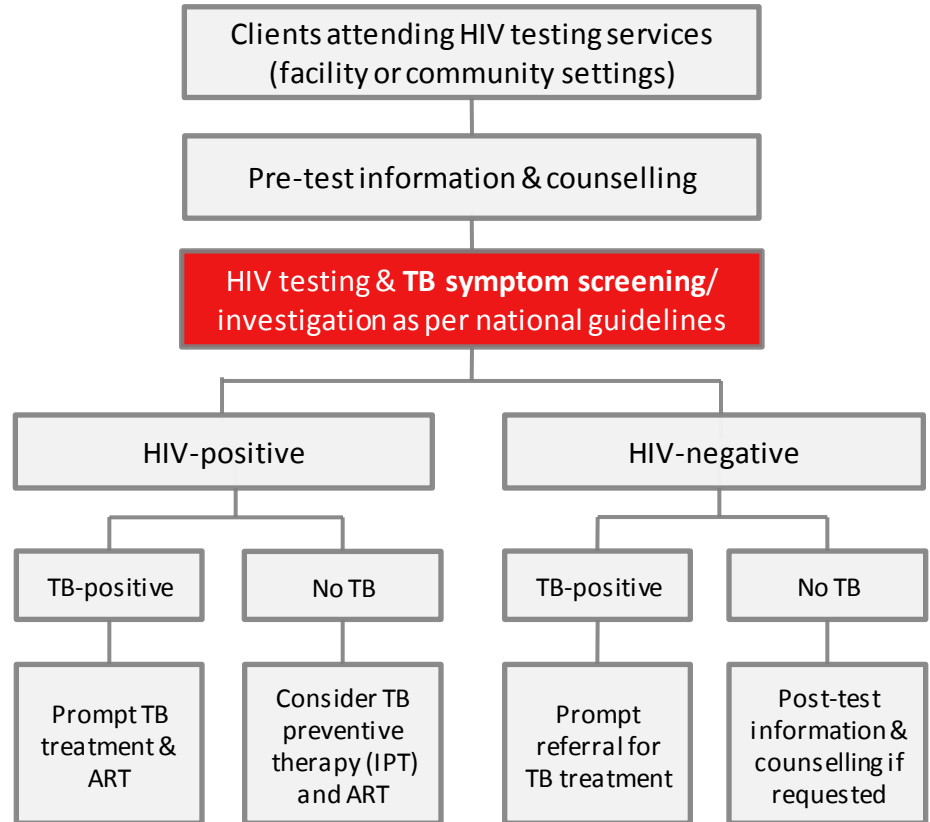 Clients attending HIV testing services
(facility or community settings)
Pre-test information & counselling
HIV testing & TB symptom screening/
investigation as per national guidelines
HIV-positive
HIV-negative
TB-positive
No TB
TB-positive
No TB
Prompt TB
treatment &
ART
Consider TB
preventive
therapy (IPT)
and ART
Prompt
referral for
TB treatment
Post-test
information &
counselling if
requested